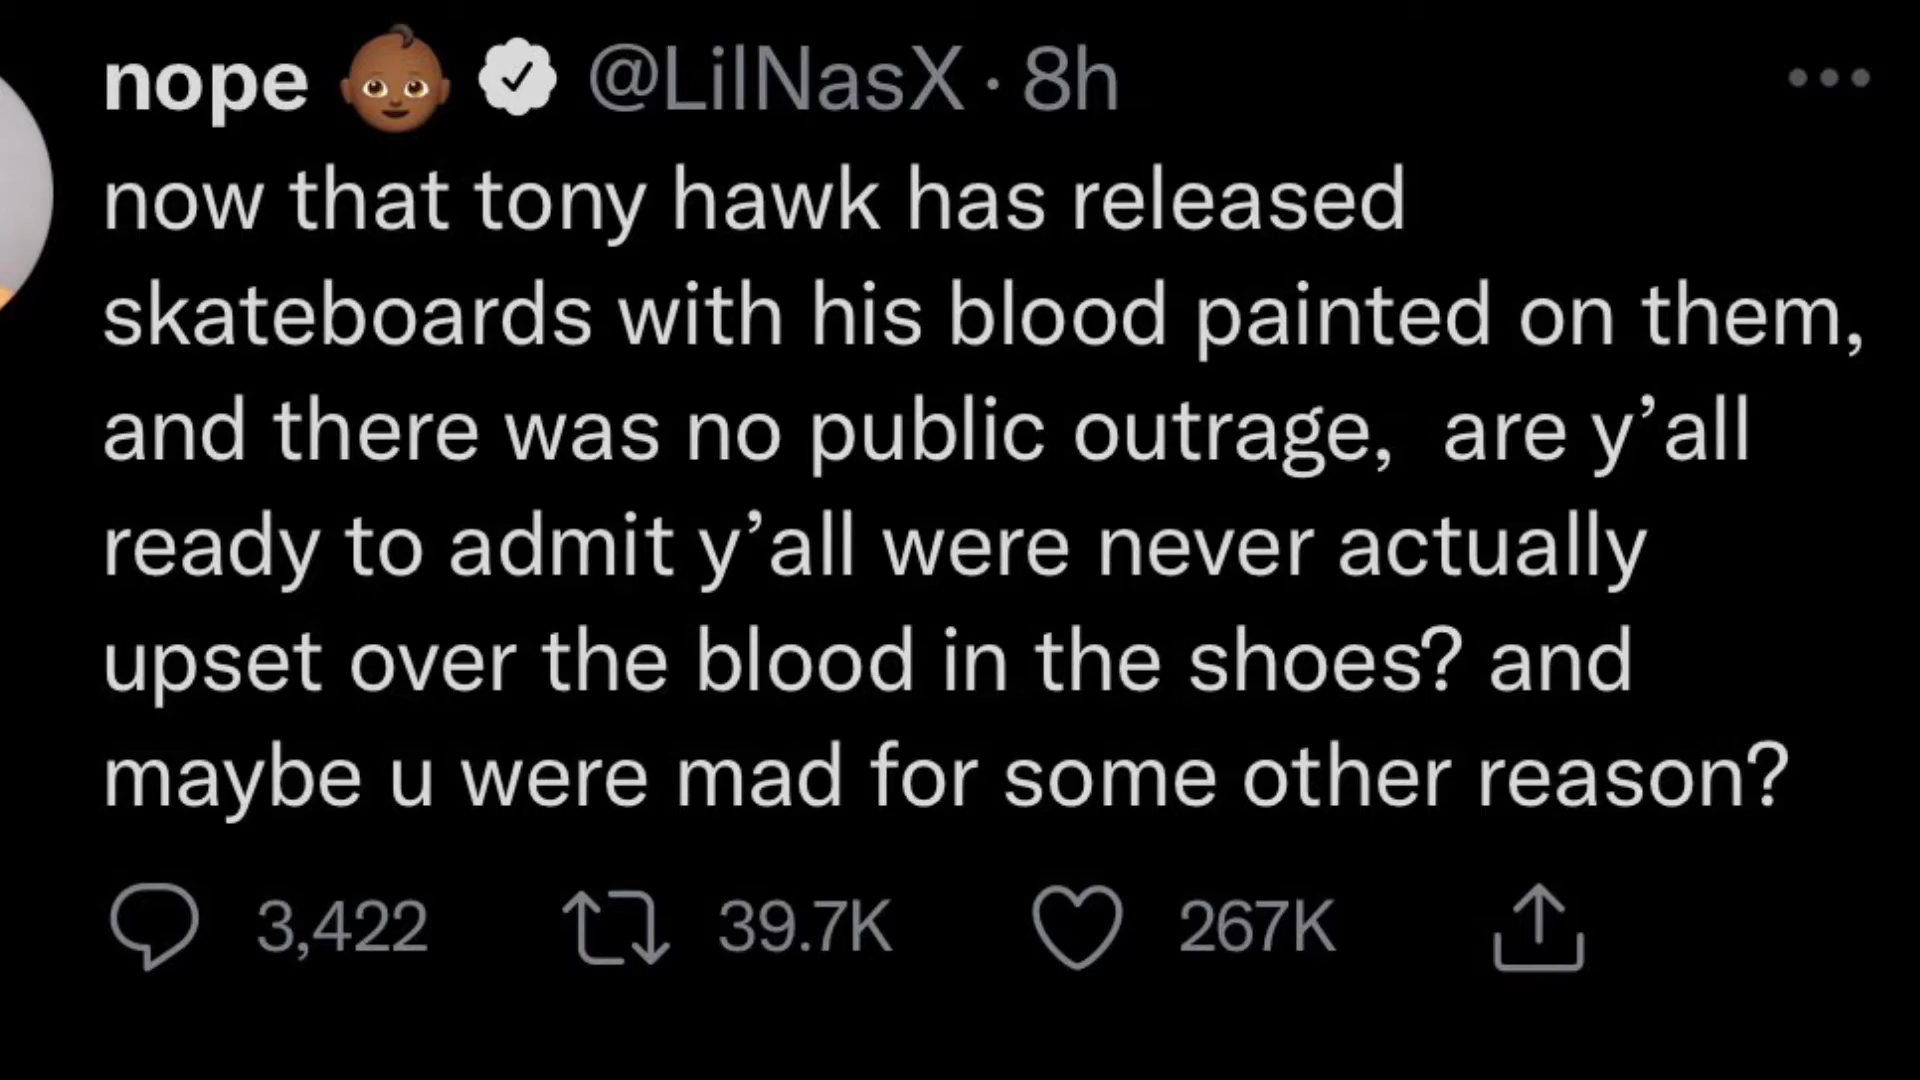 nope 👶🏾 @LilNasX · 8h
now that tony hawk has released
skateboards with his blood painted on them,
and there was no public outrage,  are y’all
ready to admit y’all were never actually
upset over the blood in the shoes? and
maybe u were mad for some other reason?
3,422 39.7K 267K